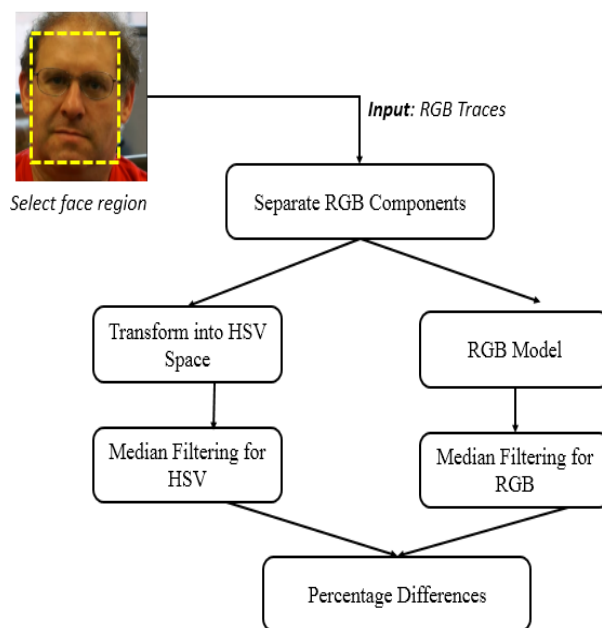 Input: RGB Traces
Select face region
Separate RGB Components
Transform into HSV
Space
RGB Model
Median Filtering for
HSV
Median Filtering for
RGB
Percentage Differences